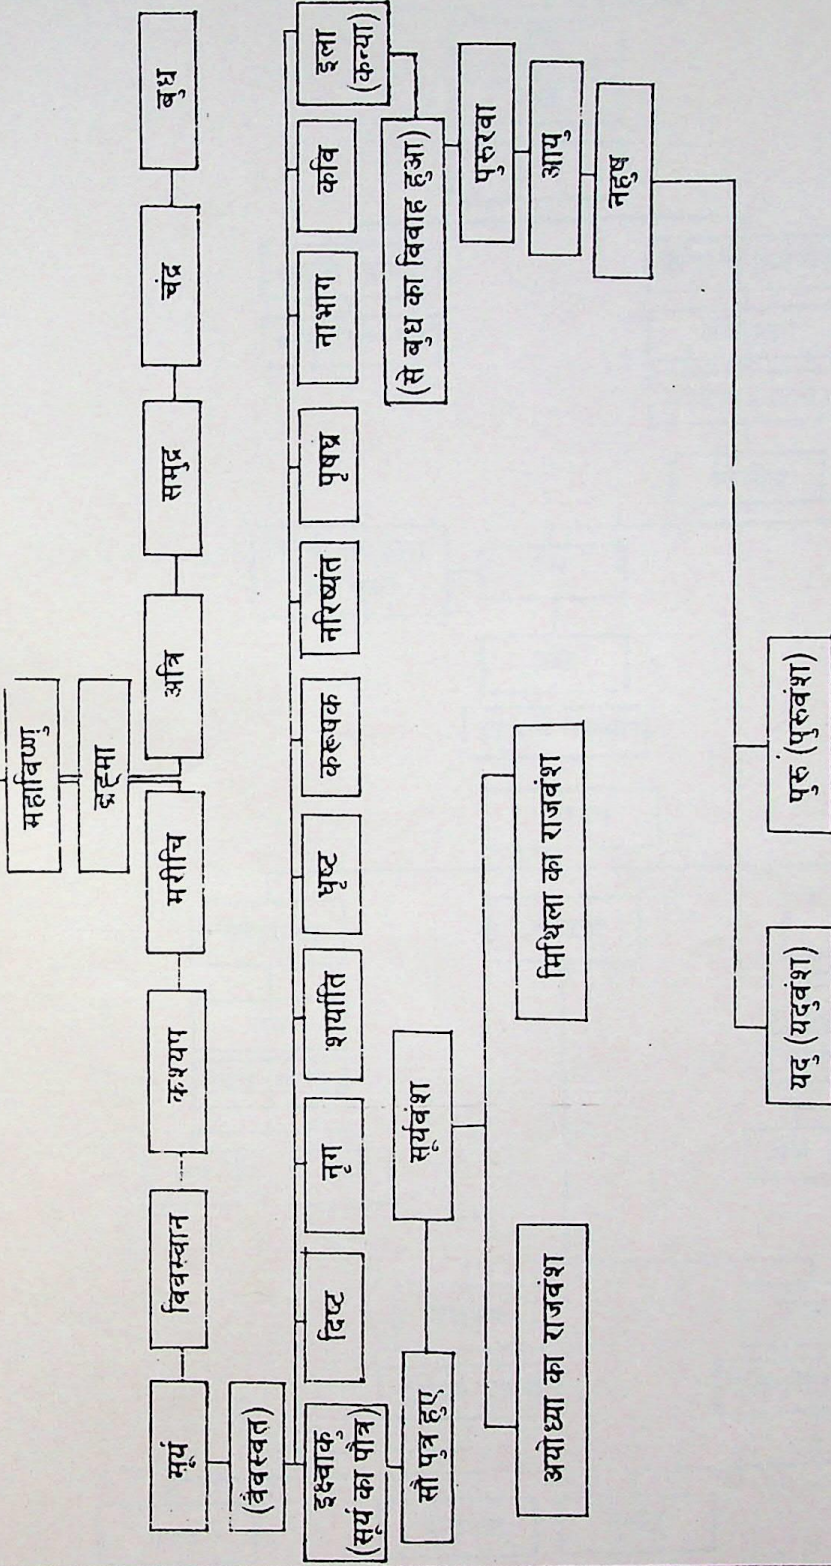 महाविष्णु
ब्रह्मा
सूर्य
विवस्वान
कश्यप
मरीचि
अत्रि
समुद्र
चंद्र
बुध
(वैवस्वत)
इक्ष्वाकु
(सूर्य का पौत्र)
दिष्ट
नृग
शर्याति
धृष्ट
करूषक
नरिष्यंत
पृषध्र
नाभाग
कवि
इला
(कन्या)
सौ पुत्र हुए
सूर्यवंश
(से बुध का विवाह हुआ)
पुरुरवा
आयु
नहुष
अयोध्या का राजवंश
मिथिला का राजवंश
यदु (यदुवंश)
पुरु (पुरुवंश)